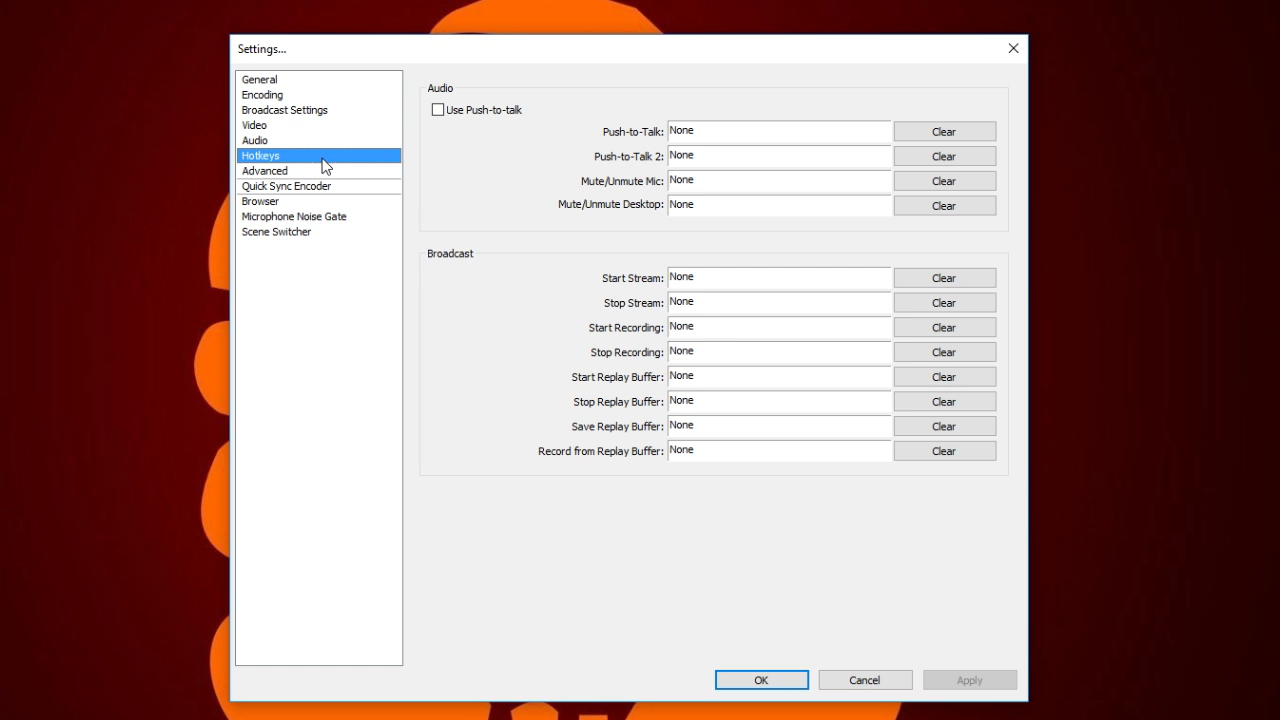 Settings...
General
Encoding
Broadcast Settings
Video
Audio
Hotkeys
Advanced
Quick Sync Encoder
Browser
Microphone Noise Gate
Scene Switcher
Audio
Use Push-to-talk
Push-to-Talk: None Clear
Push-to-Talk 2: None Clear
Mute/Unmute Mic: None Clear
Mute/Unmute Desktop: None Clear
Broadcast
Start Stream: None Clear
Stop Stream: None Clear
Start Recording: None Clear
Stop Recording: None Clear
Start Replay Buffer: None Clear
Stop Replay Buffer: None Clear
Save Replay Buffer: None Clear
Record from Replay Buffer: None Clear
OK Cancel Apply